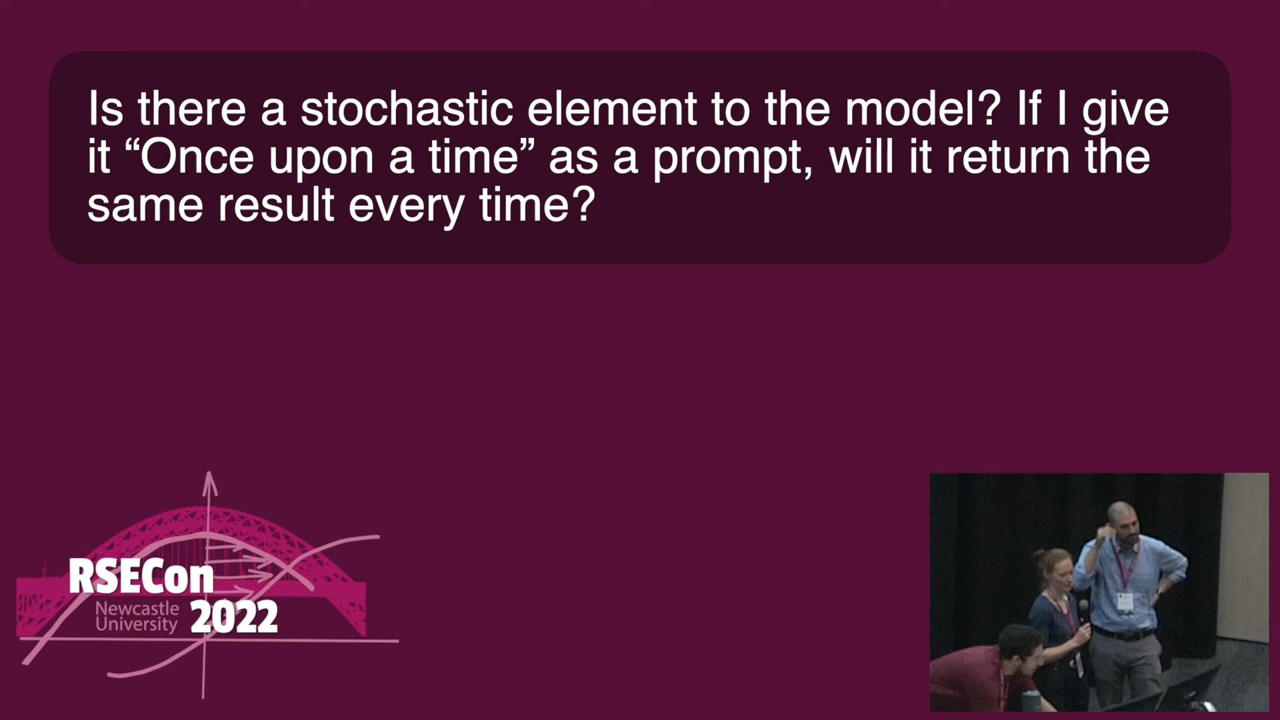 Is there a stochastic element to the model? If I give
it “Once upon a time” as a prompt, will it return the
same result every time?
RSECon
Newcastle
University
2022